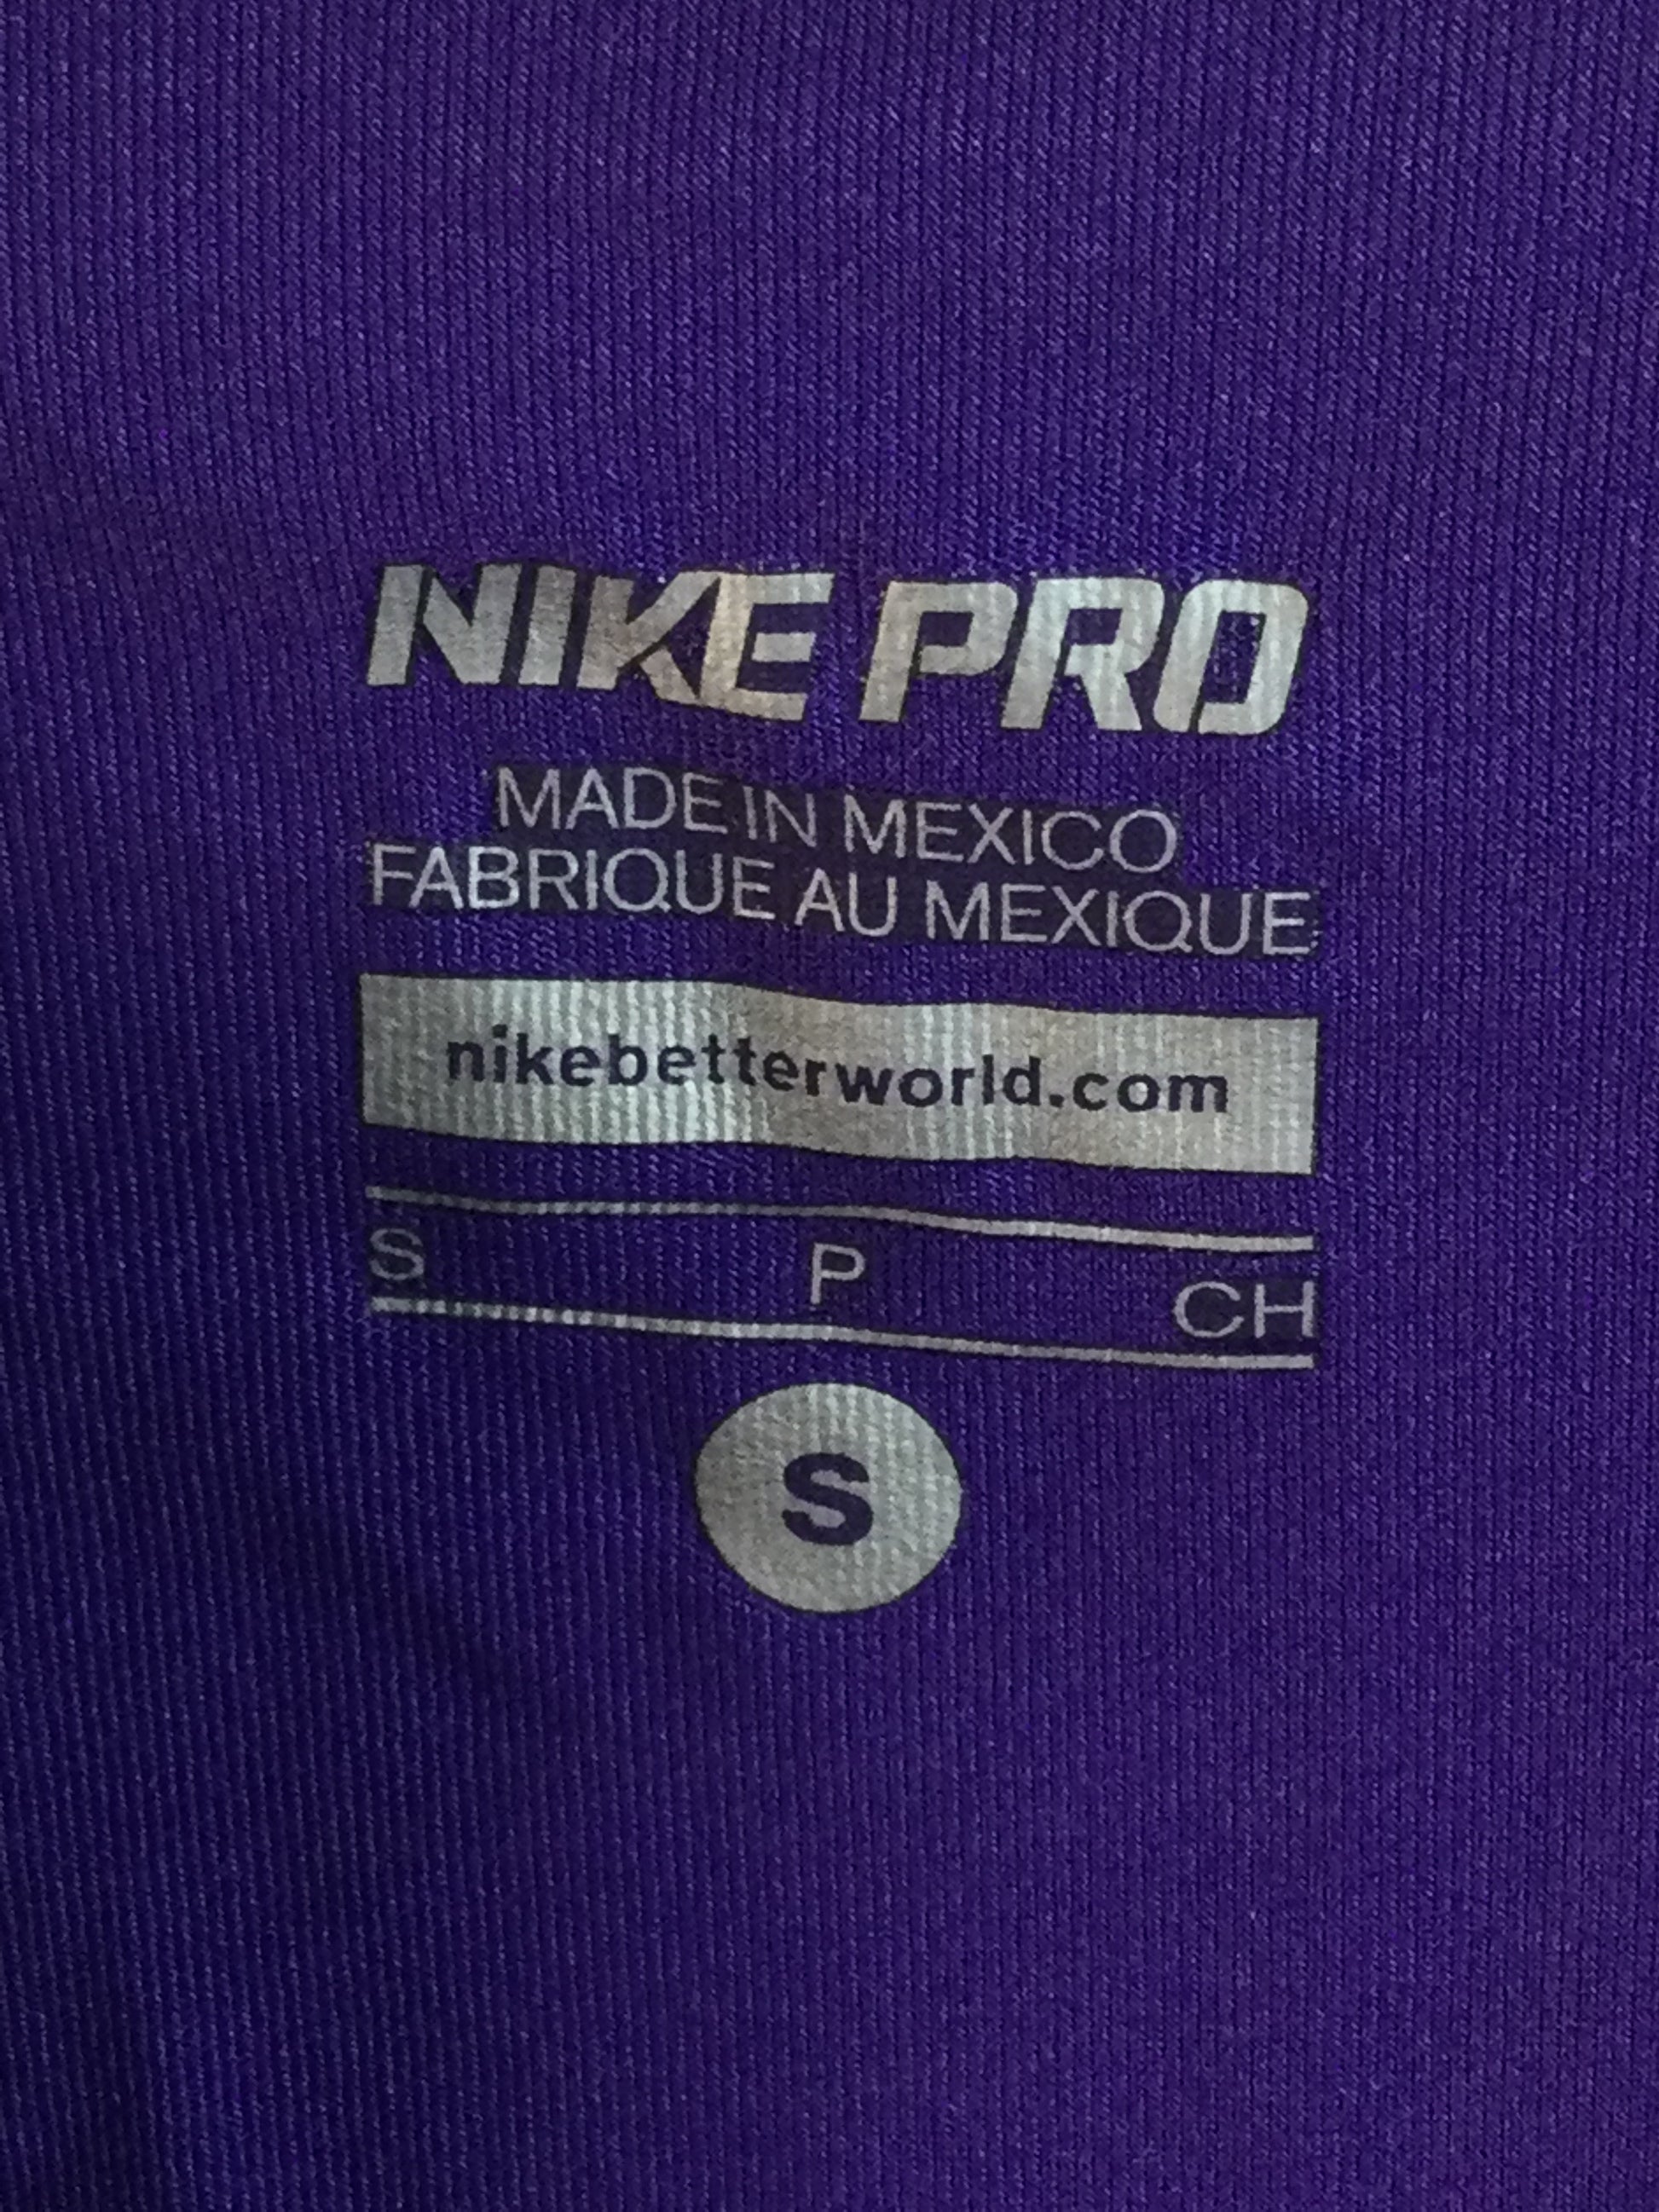 NIKE PRO
MADE IN MEXICO
FABRIQUE AU MEXIQUE
nikebetterworld.com
S P CH
S